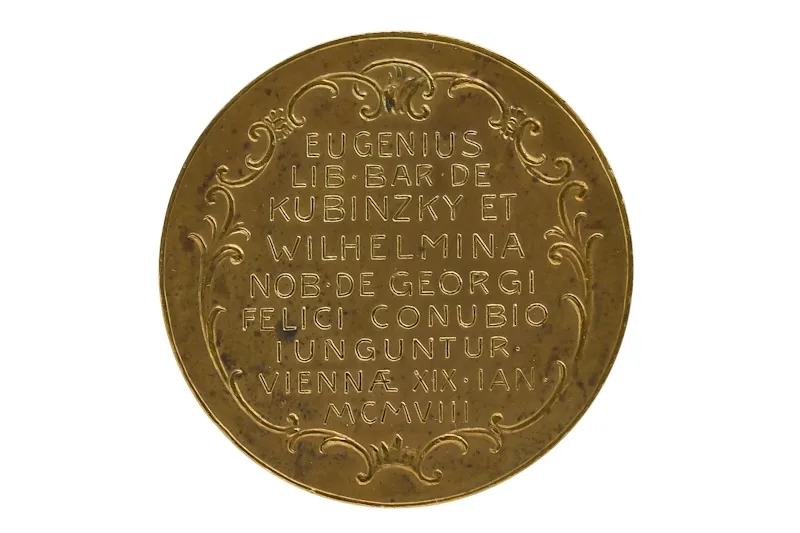 EUGENIUS
LIB·BAR·DE
KUBINZKY ET
WILHELMINA
NOB·DE GEORGI
FELICI CONUBIO
IUNGUNTUR·
VIENNÆ XIX·IAN·
MCMVIII